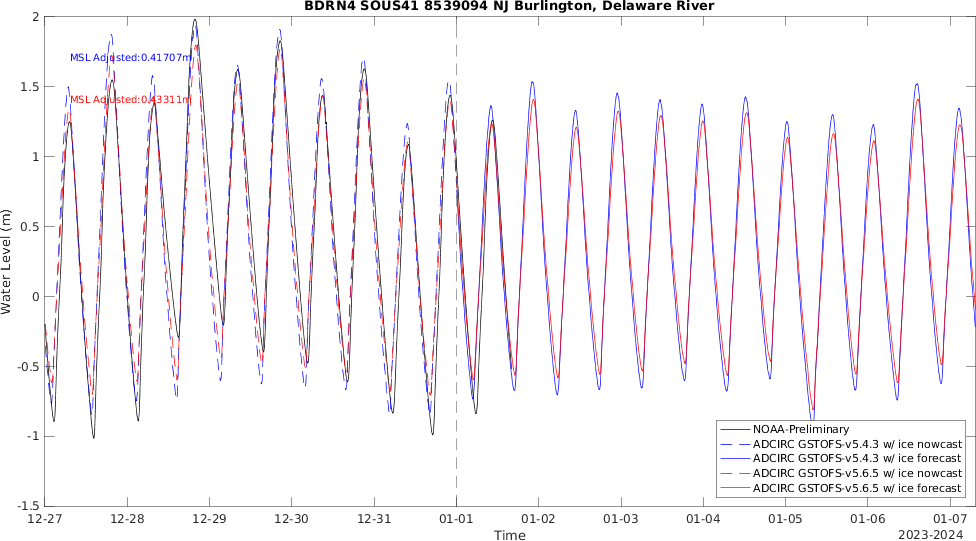 BDRN4 SOUS41 8539094 NJ Burlington, Delaware River
2
MSL Adjusted:0.41707m
1.5
MSL Adjusted:0.43311m
1
0.5
0
-0.5
-1
-1.5
Water Level (m)
NOAA-Preliminary
ADCIRC GSTOFS-v5.4.3 w/ ice nowcast
ADCIRC GSTOFS-v5.4.3 w/ ice forecast
ADCIRC GSTOFS-v5.6.5 w/ ice nowcast
ADCIRC GSTOFS-v5.6.5 w/ ice forecast
12-27 12-28 12-29 12-30 12-31 01-01 01-02 01-03 01-04 01-05 01-06 01-07
Time
2023-2024